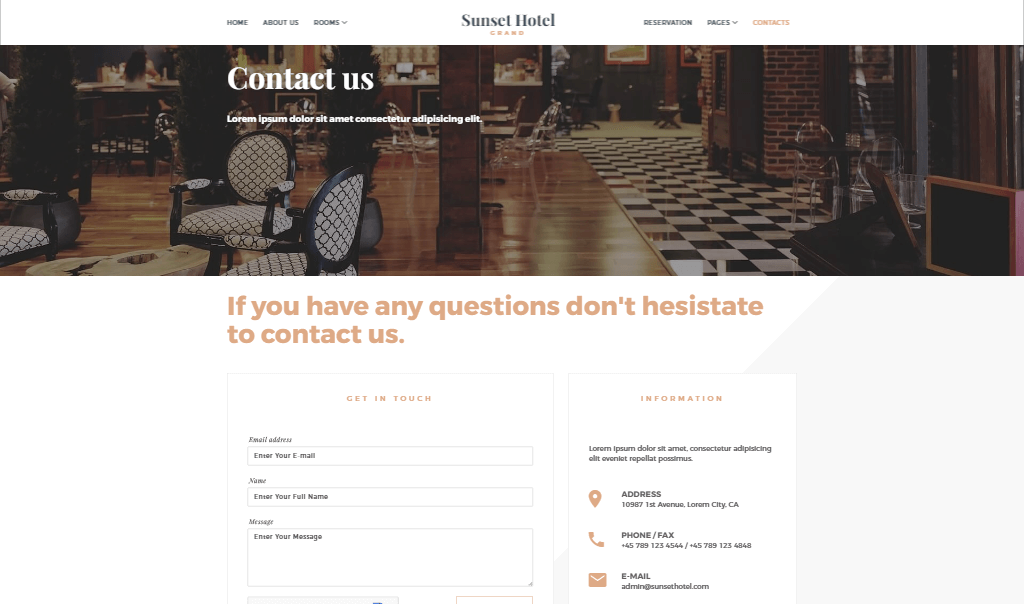 HOME ABOUT US ROOMS Sunset Hotel RESERVATION PAGES CONTACTS
GRAND
Contact us
Lorem ipsum dolor sit amet consectetur adipisicing elit.
If you have any questions don't hesistate
to contact us.
GET IN TOUCH
Email address
Enter Your E-mail
Name
Enter Your Full Name
Message
Enter Your Message
INFORMATION
Lorem ipsum dolor sit amet, consectetur adipisicing
elit eveniet repellat possimus.
ADDRESS
10987 1st Avenue, Lorem City, CA
PHONE / FAX
+45 789 123 4544 / +45 789 123 4848
E-MAIL
admin@sunsethotel.com